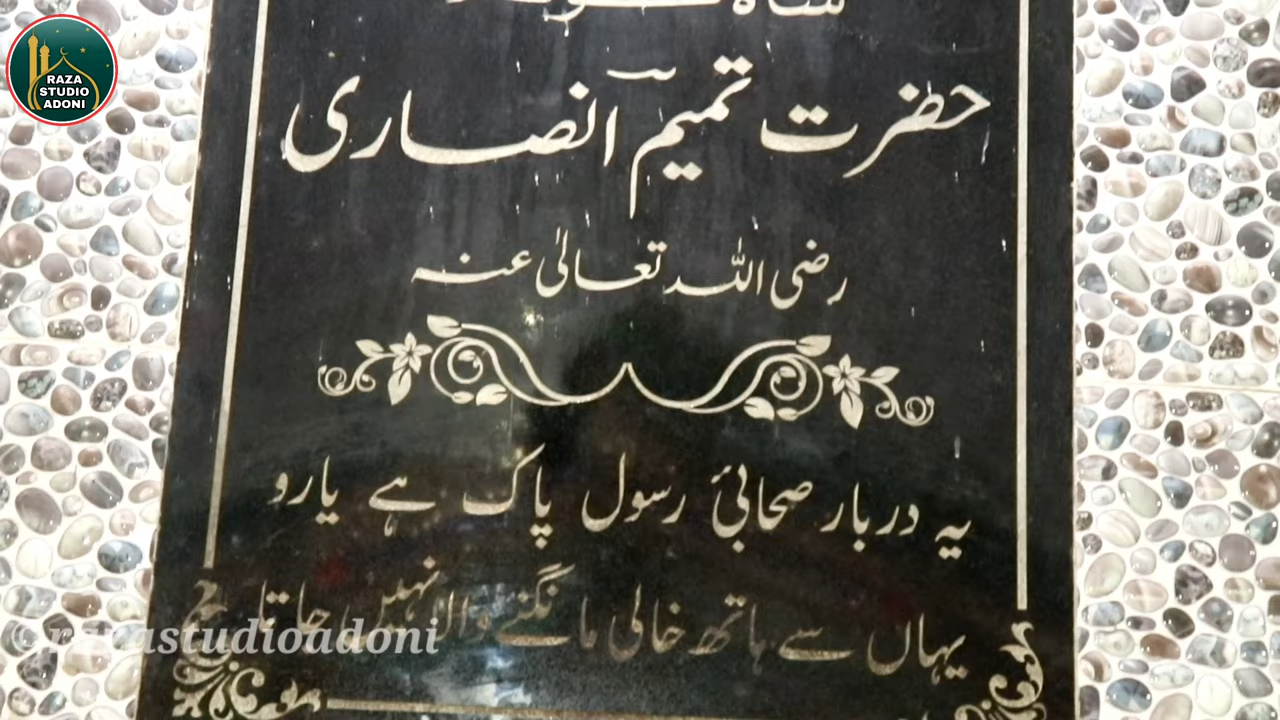 RAZA
STUDIO
ADONI
حضرت تمیمؓ انصاری
رضی اللہ تعالیٰ عنہ
یہ دربار صحابئ رسول پاک ہے یارو
یہاں سے ہاتھ خالی مانگنے والا نہیں جاتا
©razastudioadoni